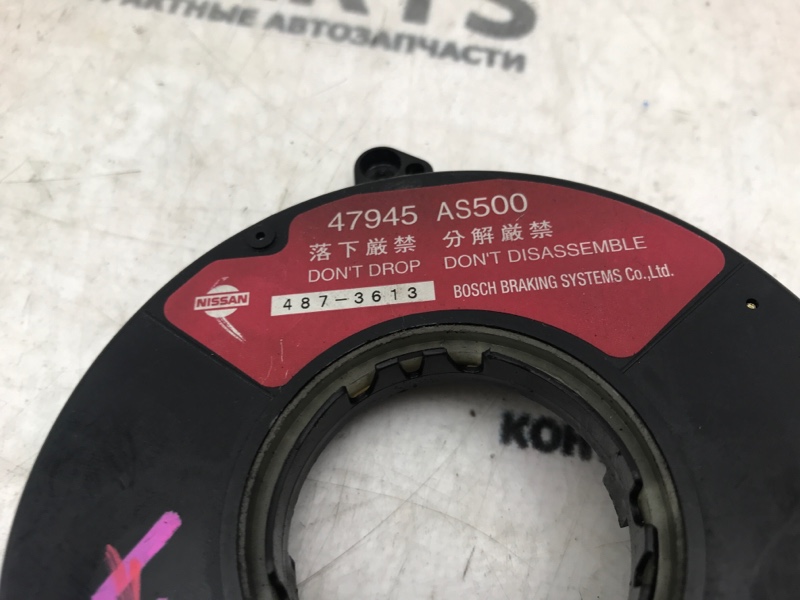 РАКТНЫЕ АВТОЗАПЧАСТИ
47945 AS500
落下厳禁 分解厳禁
DON'T DROP DON'T DISASSEMBLE
NISSAN
487-3613
BOSCH BRAKING SYSTEMS Co.,Ltd.
КОН